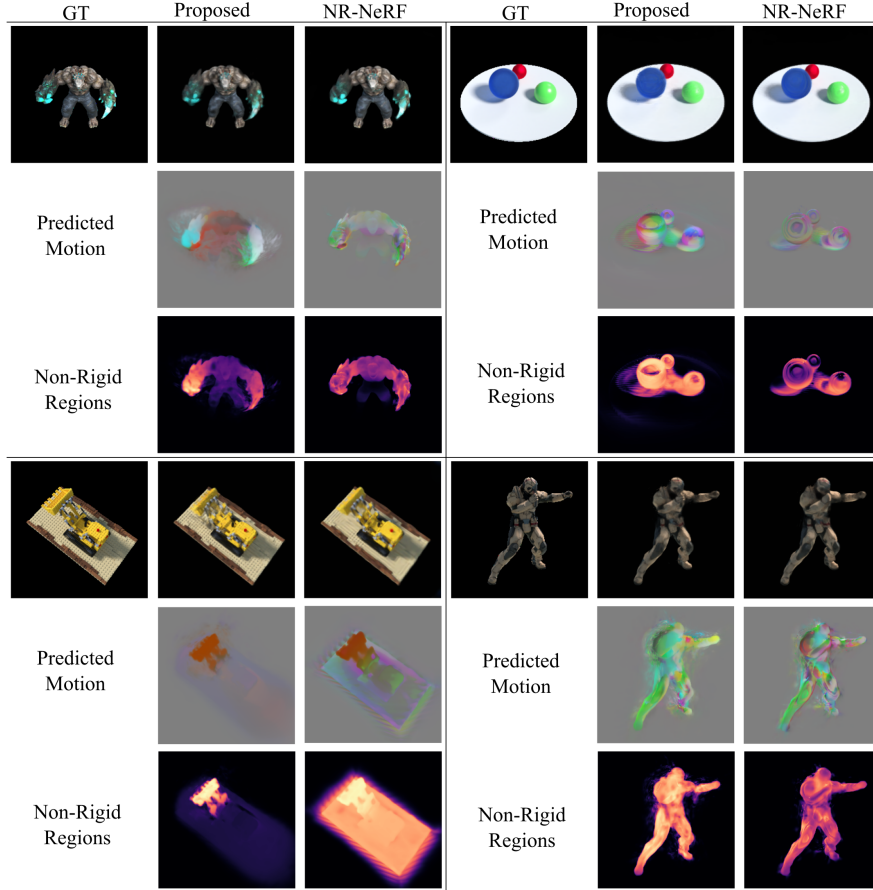 GT Proposed NR-NeRF GT Proposed NR-NeRF
Predicted
Motion
Predicted
Motion
Non-Rigid
Regions
Non-Rigid
Regions
Predicted
Motion
Predicted
Motion
Non-Rigid
Regions
Non-Rigid
Regions